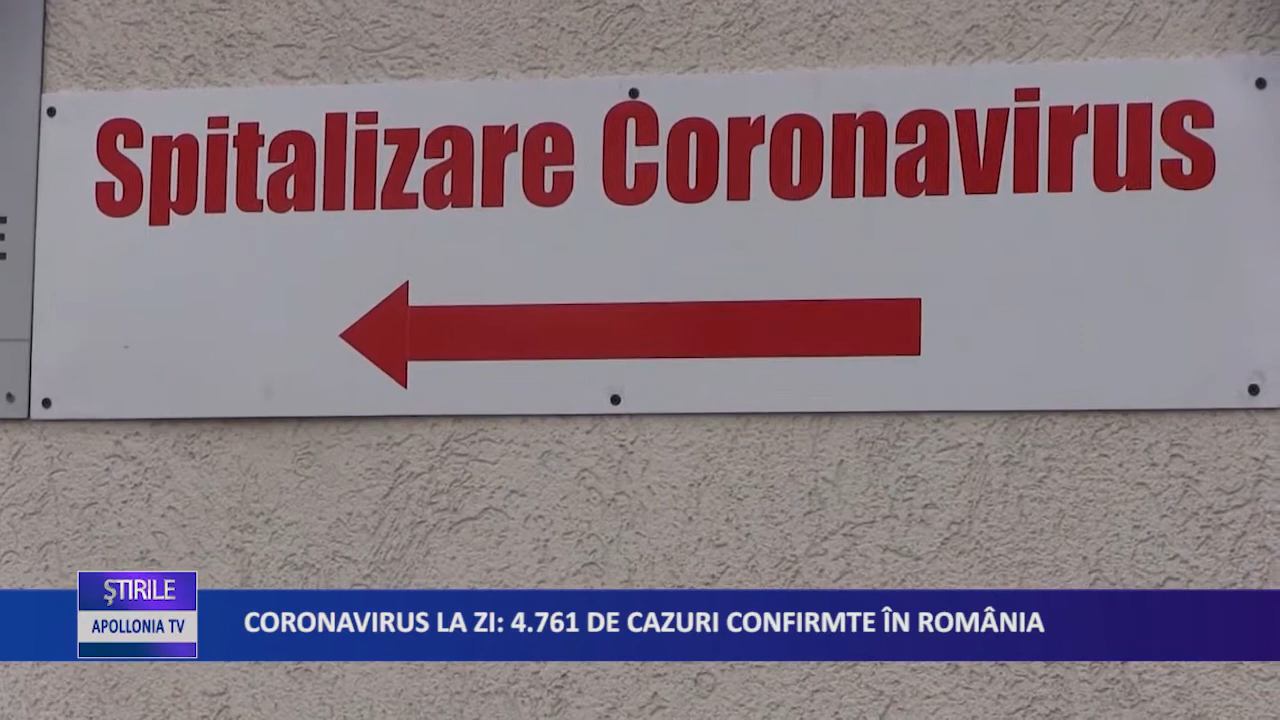 Spitalizare Coronavirus
E
ȘTIRILE
APOLLONIA TV
CORONAVIRUS LA ZI: 4.761 DE CAZURI CONFIRMTE ÎN ROMÂNIA